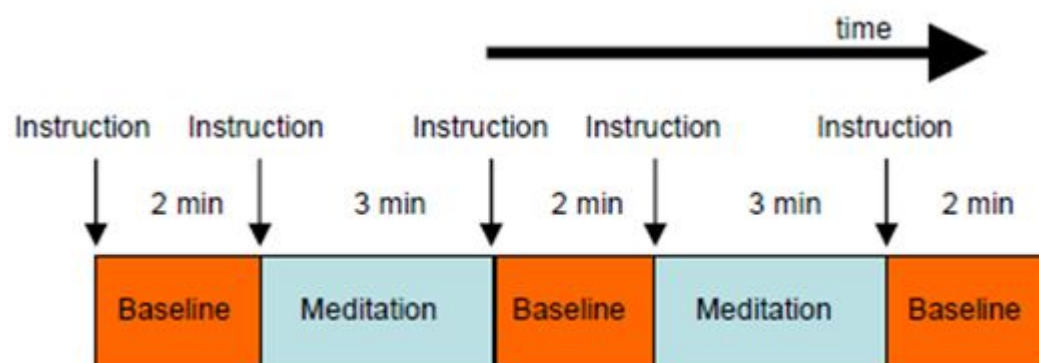 time
Instruction Instruction Instruction Instruction Instruction
2 min 3 min 2 min 3 min 2 min
Baseline Meditation Baseline Meditation Baseline